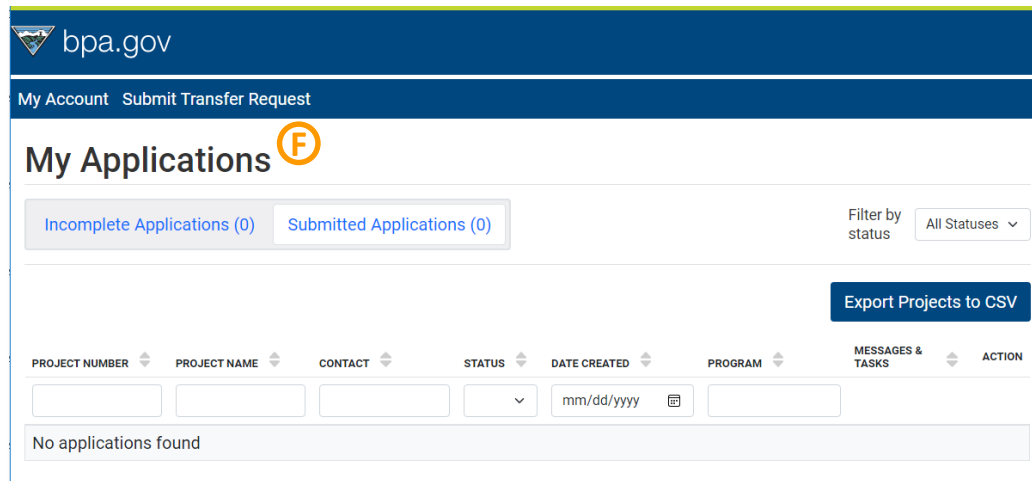 bpa.gov
My Account Submit Transfer Request
My Applications F
Incomplete Applications (0) Submitted Applications (0) Filter by status All Statuses
Export Projects to CSV
PROJECT NUMBER PROJECT NAME CONTACT STATUS DATE CREATED PROGRAM MESSAGES & TASKS ACTION
mm/dd/yyyy
No applications found